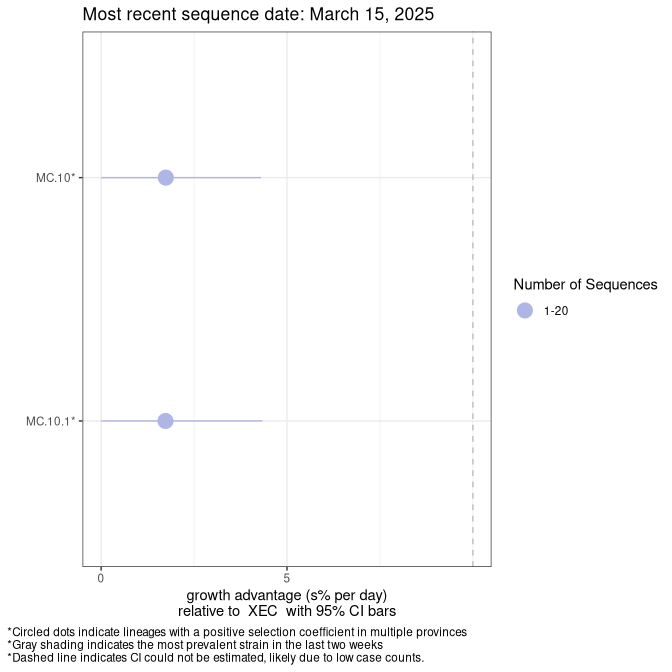 Most recent sequence date: March 15, 2025
MC.10*
MC.10.1*
Number of Sequences
1-20
0
5
growth advantage (s% per day)
relative to XEC with 95% CI bars
*Circled dots indicate lineages with a positive selection coefficient in multiple provinces
*Gray shading indicates the most prevalent strain in the last two weeks
*Dashed line indicates CI could not be estimated, likely due to low case counts.